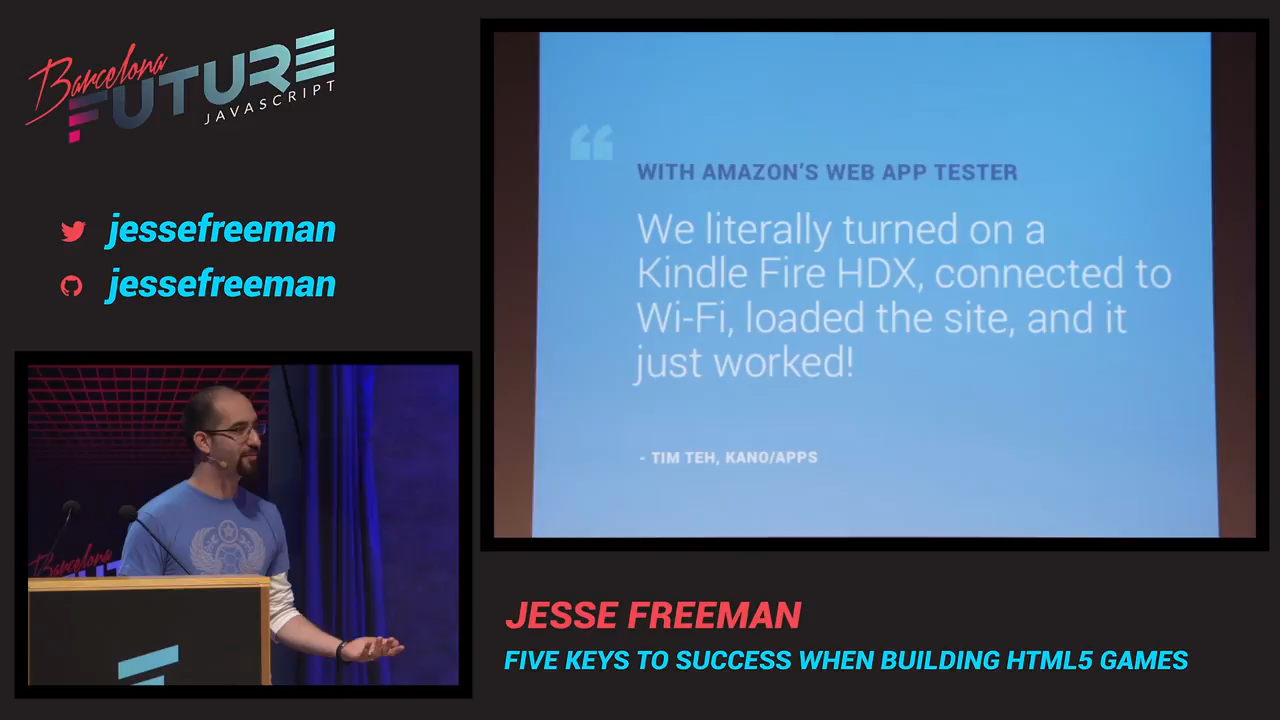 Barcelona
FUTURE
JAVASCRIPT
jessefreeman
jessefreeman
“
WITH AMAZON’S WEB APP TESTER
We literally turned on a
Kindle Fire HDX, connected to
Wi-Fi, loaded the site, and it
just worked!
- TIM TEH, KANO/APPS
Barcelona
JESSE FREEMAN
FIVE KEYS TO SUCCESS WHEN BUILDING HTML5 GAMES